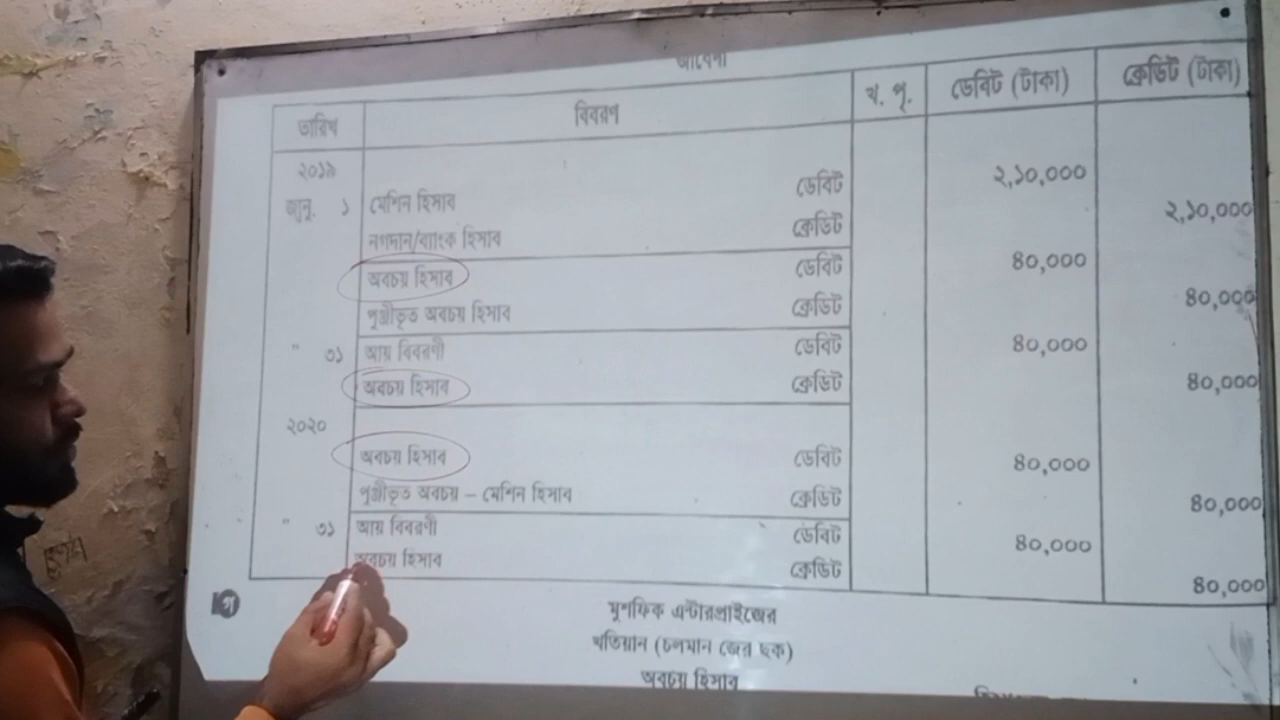 তারিখ বিবরণ খ. পৃ. ডেবিট (টাকা) ক্রেডিট (টাকা)
২০১৯
জানু. ১ মেশিন হিসাব ডেবিট ২,১০,০০০
নগদান/ব্যাংক হিসাব ক্রেডিট ২,১০,০০০
অবচয় হিসাব ডেবিট ৪০,০০০
পুঞ্জীভূত অবচয় হিসাব ক্রেডিট ৪০,০০০
" ৩১ আয় বিবরণী ডেবিট ৪০,০০০
অবচয় হিসাব ক্রেডিট ৪০,০০০
২০২০
অবচয় হিসাব ডেবিট ৪০,০০০
পুঞ্জীভূত অবচয় – মেশিন হিসাব ক্রেডিট ৪০,০০০
" ৩১ আয় বিবরণী ডেবিট ৪০,০০০
অবচয় হিসাব ক্রেডিট ৪০,০০০
গ
মুশফিক এন্টারপ্রাইজের
খতিয়ান (চলমান জের ছক)
অবচয় হিসাব